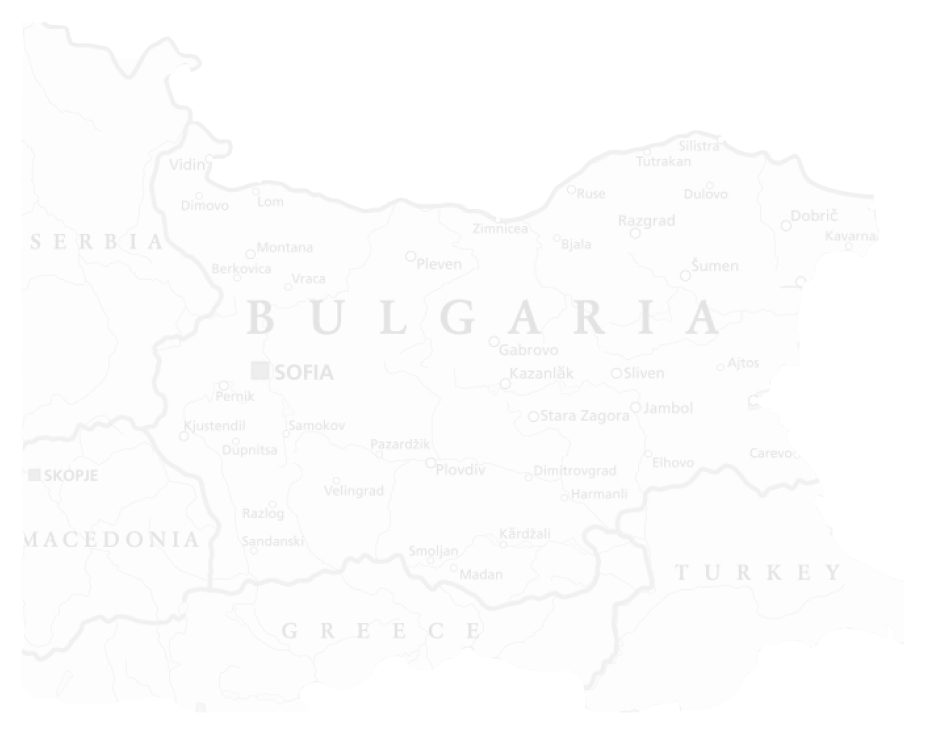 Silistra
Tutrakan
Vidin
Dimovo
Lom
Ruse
Dulovo
Zimnicea
Razgrad
Dobrič
SERBIA
Montana
Bjala
Kavarna
Berkovica
Vraca
Pleven
Šumen
BULGARIA
Gabrovo
SOFIA
Kazanlăk
Sliven
Ajtos
Pernik
Stara Zagora
Jambol
Kjustendil
Samokov
Dupnitsa
Pazardžik
Carevo
SKOPJE
Plovdiv
Dimitrovgrad
Elhovo
Velingrad
Harmanli
Razlog
MACEDONIA
Sandanski
Smoljan
Kărdžali
Madan
TURKEY
GREECE